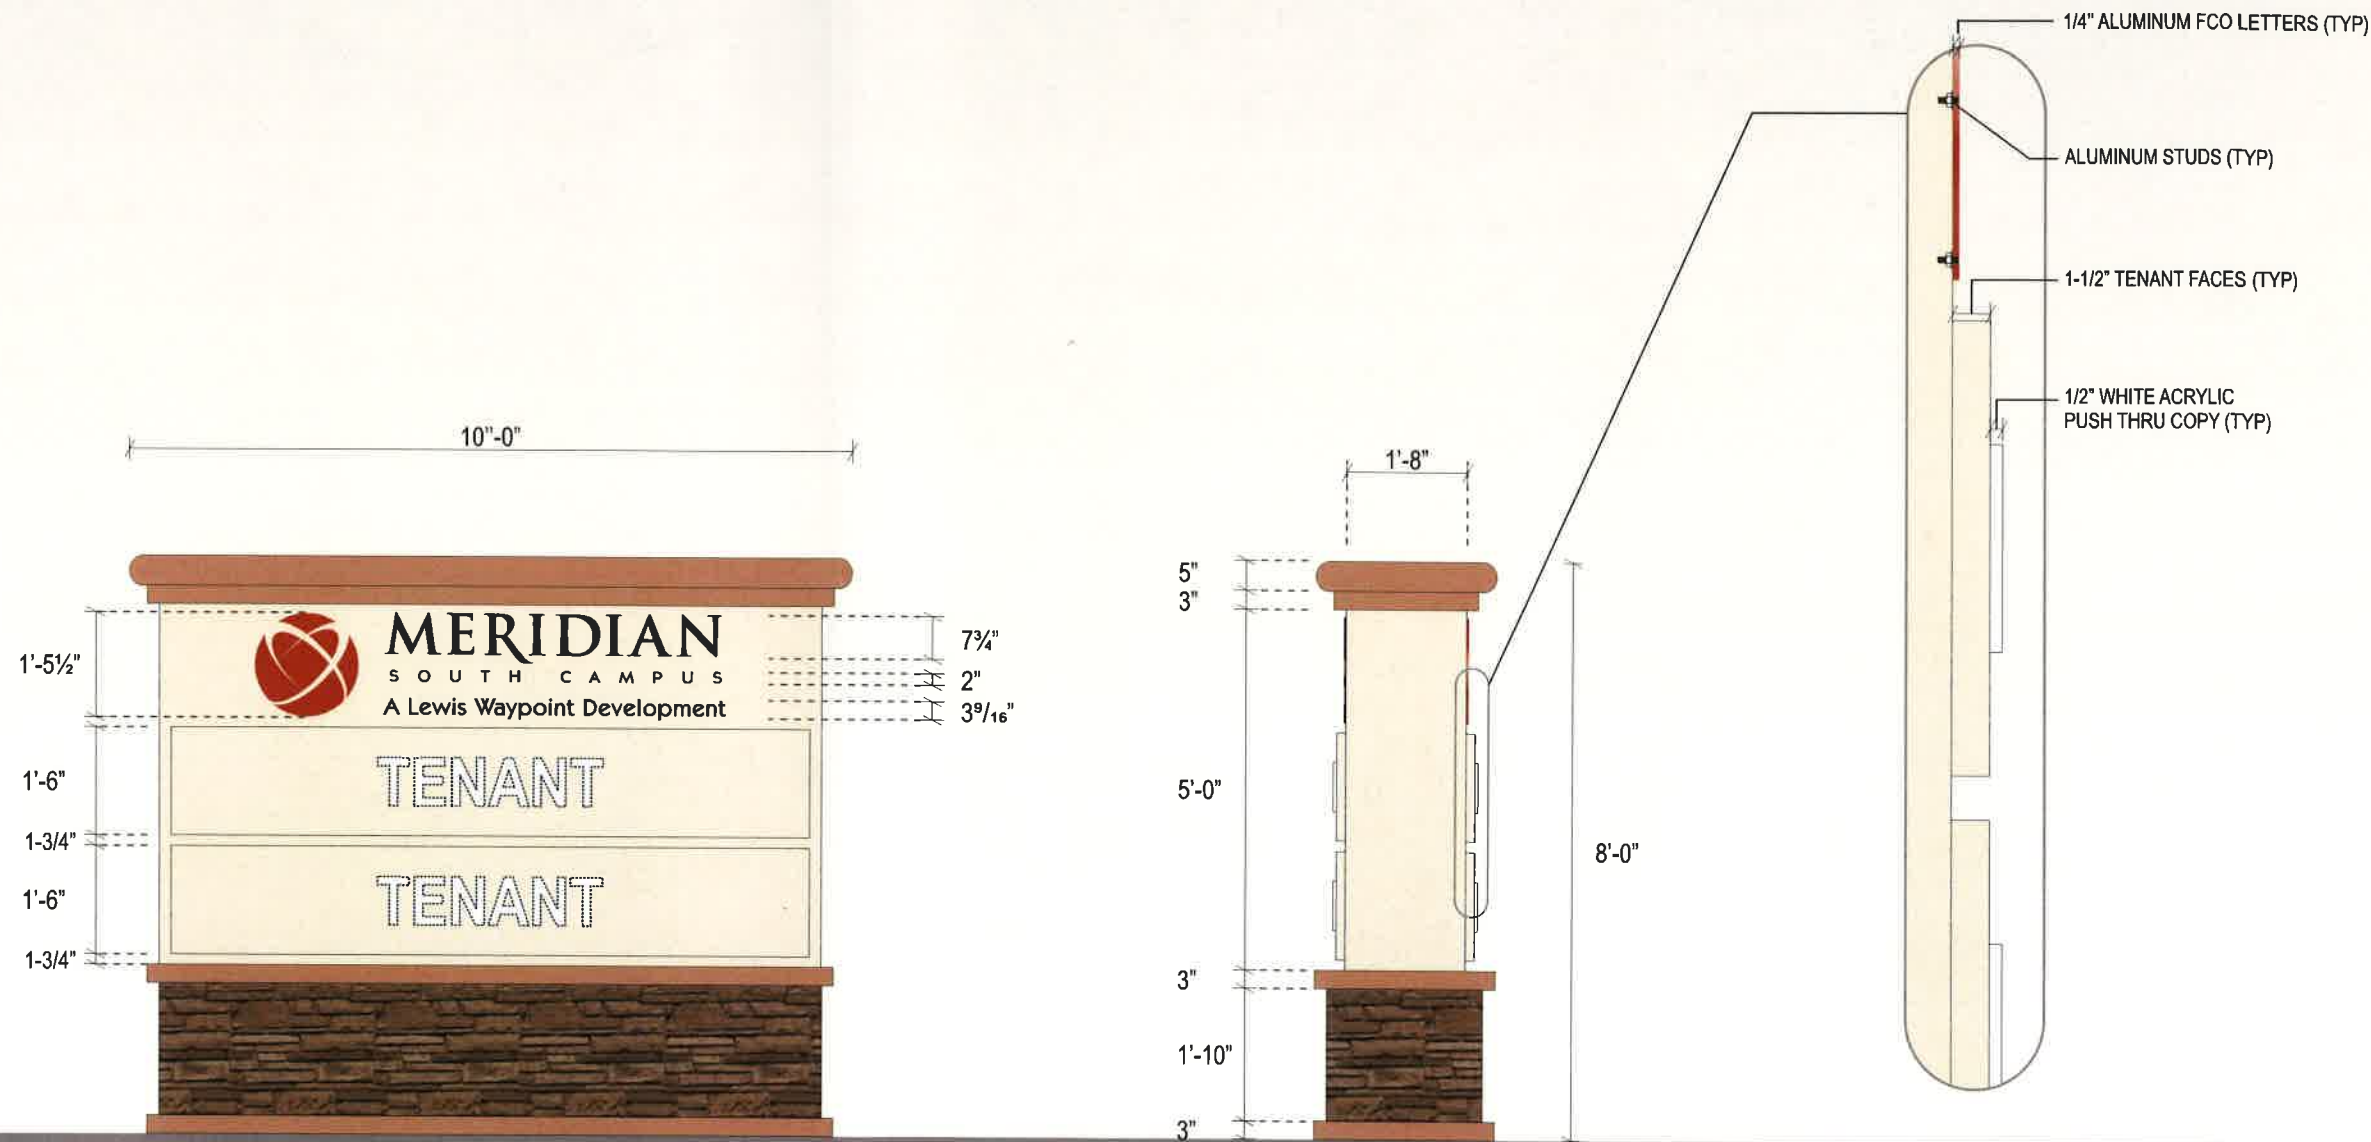 1/4" ALUMINUM FCO LETTERS (TYP)
ALUMINUM STUDS (TYP)
1-1/2" TENANT FACES (TYP)
1/2" WHITE ACRYLIC
PUSH THRU COPY (TYP)
10"-0"
1'-5½"
1'-6"
1-3/4"
1'-6"
1-3/4"
MERIDIAN
SOUTH CAMPUS
A Lewis Waypoint Development
TENANT
TENANT
7¾"
2"
3⁹/₁₆"
1'-8"
5"
3"
5'-0"
3"
1'-10"
3"
8'-0"